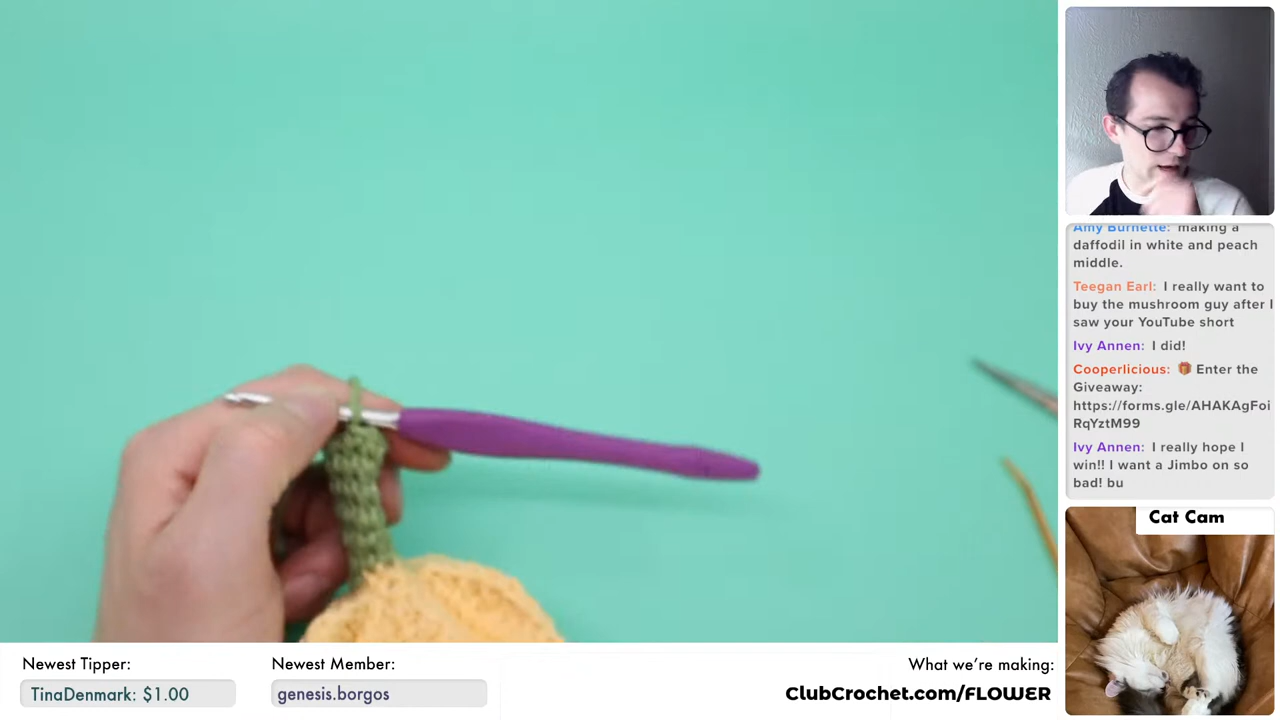 Amy Burnette: making a
daffodil in white and peach
middle.
Teegan Earl: I really want to
buy the mushroom guy after I
saw your YouTube short
Ivy Annen: I did!
Cooperlicious: 🎁 Enter the
Giveaway:
https://forms.gle/AHAKAgFoi
RqYztM99
Ivy Annen: I really hope I
win!! I want a Jimbo on so
bad! bu
Cat Cam
Newest Tipper:
TinaDenmark: $1.00
Newest Member:
genesis.borgos
What we're making:
ClubCrochet.com/FLOWER